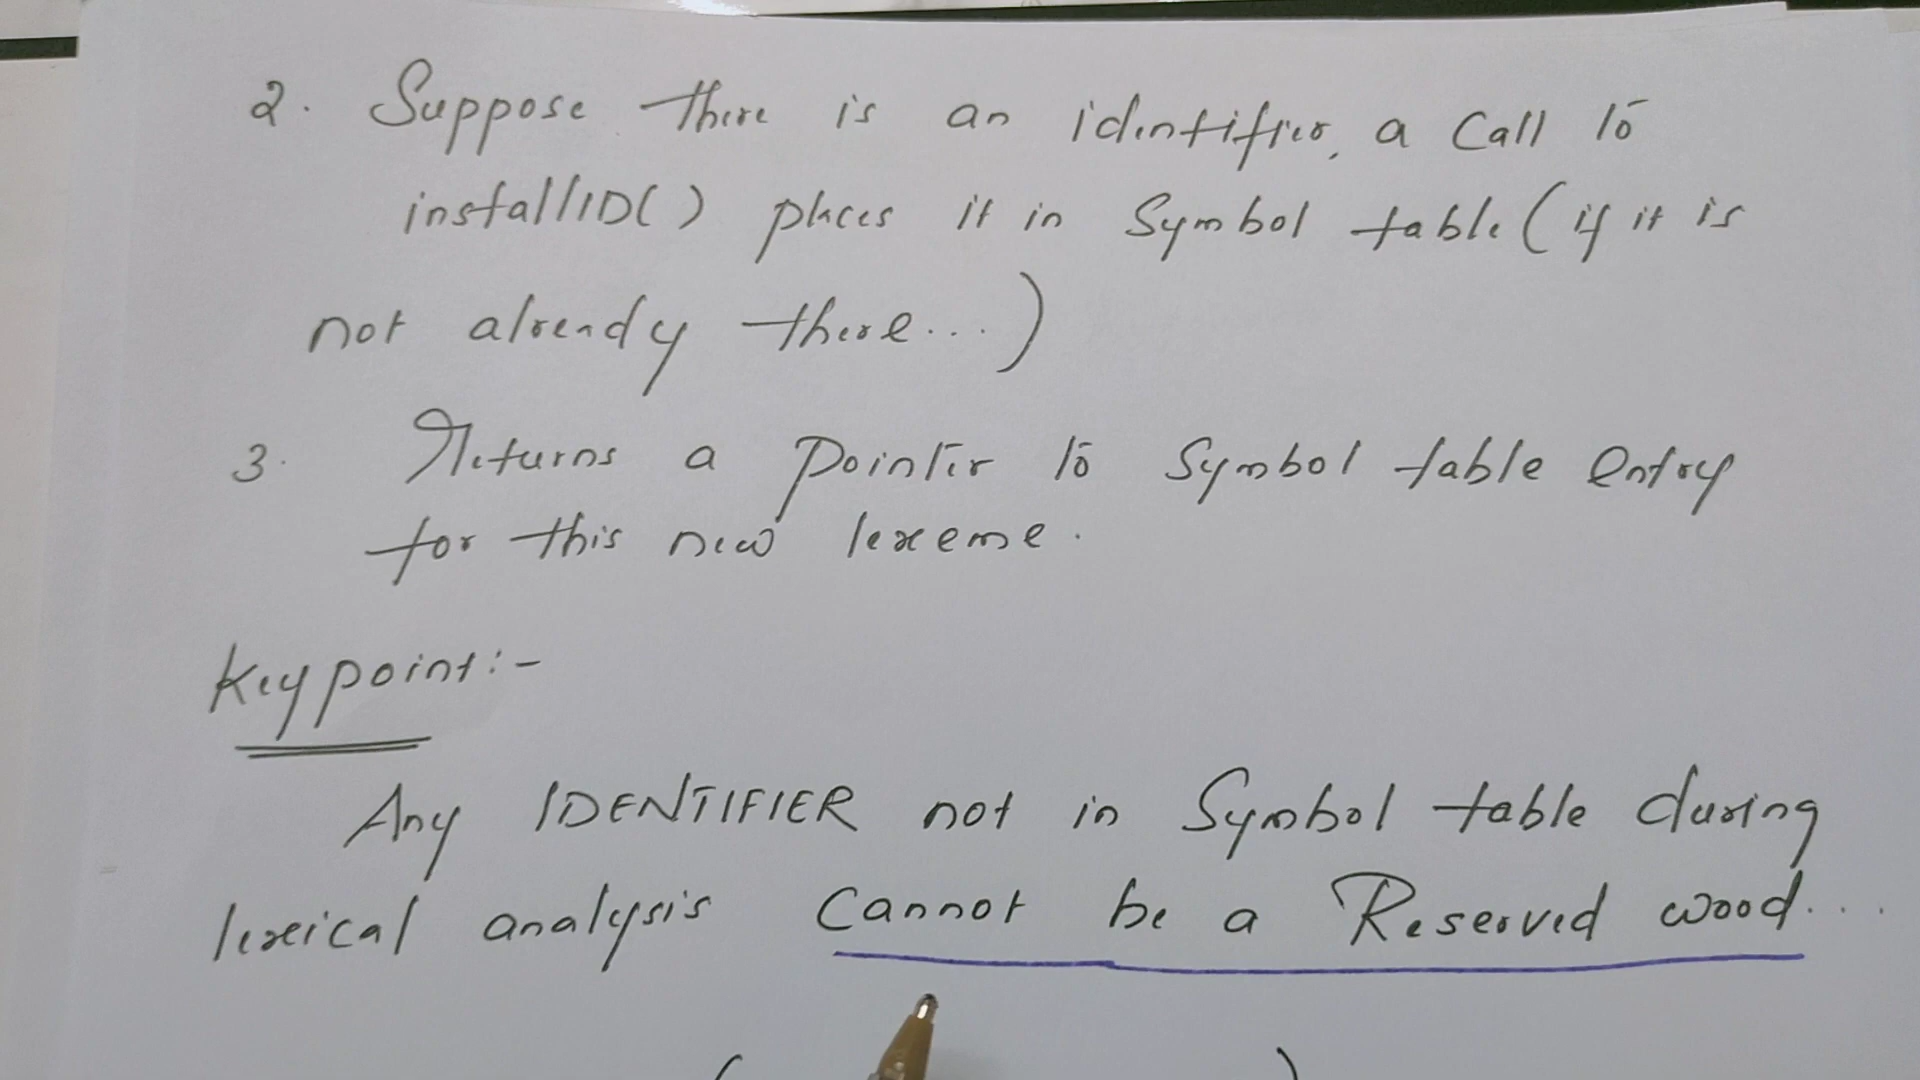 2. Suppose there is an identifier, a call to
installID() places it in Symbol table (if it is
not already there...)
3. Returns a pointer to Symbol table Entry
for this new lexeme.
Key point:-
Any IDENTIFIER not in Symbol table during
lexical analysis Cannot be a Reserved word...